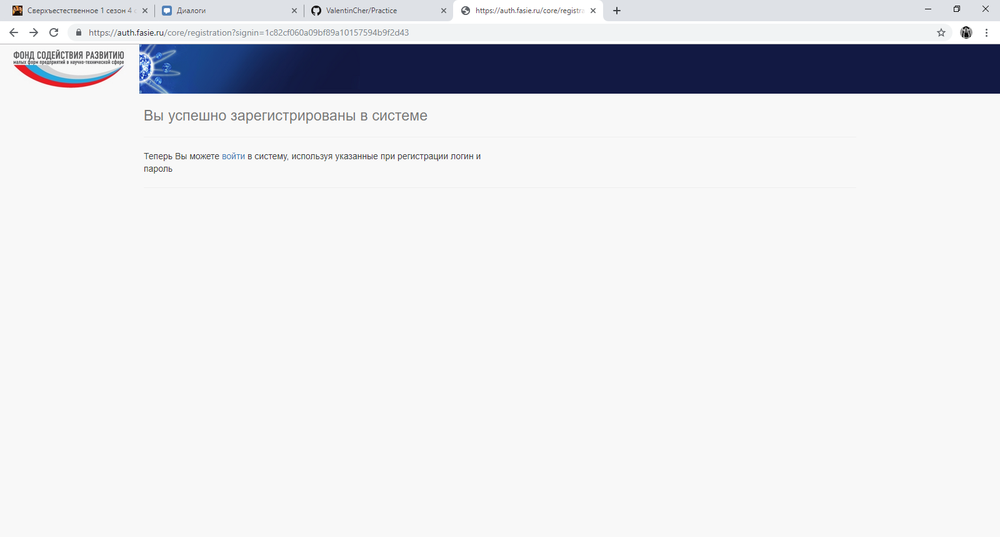 Сверхъестественное 1 сезон 4
Диалоги
ValentinCher/Practice
https://auth.fasie.ru/core/registra
https://auth.fasie.ru/core/registration?signin=1c82cf060a09bf89a10157594b9f2d43
ФОНД СОДЕЙСТВИЯ РАЗВИТИЮ
малых форм предприятий в научно-технической сфере
Вы успешно зарегистрированы в системе
Теперь Вы можете войти в систему, используя указанные при регистрации логин и
пароль